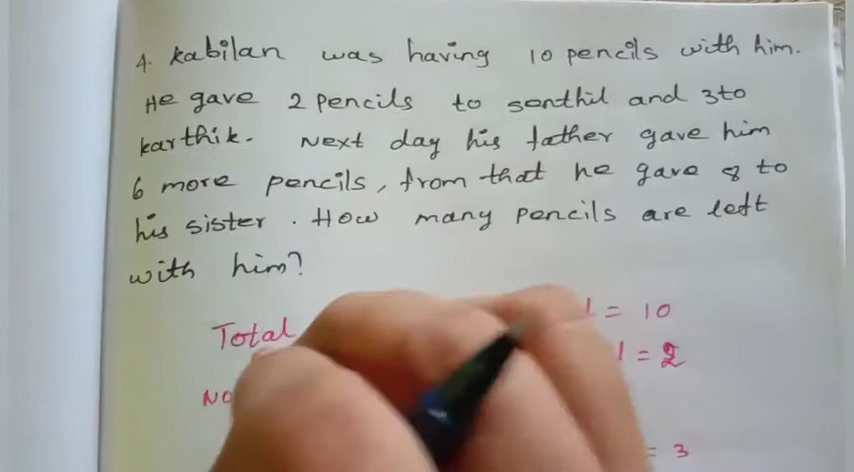 4. Kabilan was having 10 pencils with him.
He gave 2 pencils to senthil and 3 to
karthik. Next day his father gave him
6 more pencils, from that he gave 8 to
his sister. How many pencils are left
with him?
Total = 10
= 2
= 3